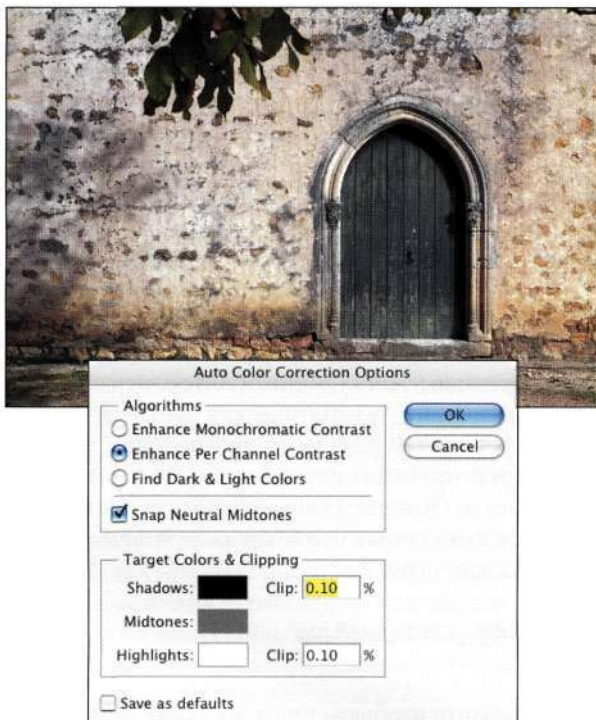 Auto Color Correction Options
Algorithms
Enhance Monochromatic Contrast
Enhance Per Channel Contrast
Find Dark & Light Colors
Snap Neutral Midtones
OK
Cancel
Target Colors & Clipping
Shadows: Clip: 0.10 %
Midtones:
Highlights: Clip: 0.10 %
Save as defaults